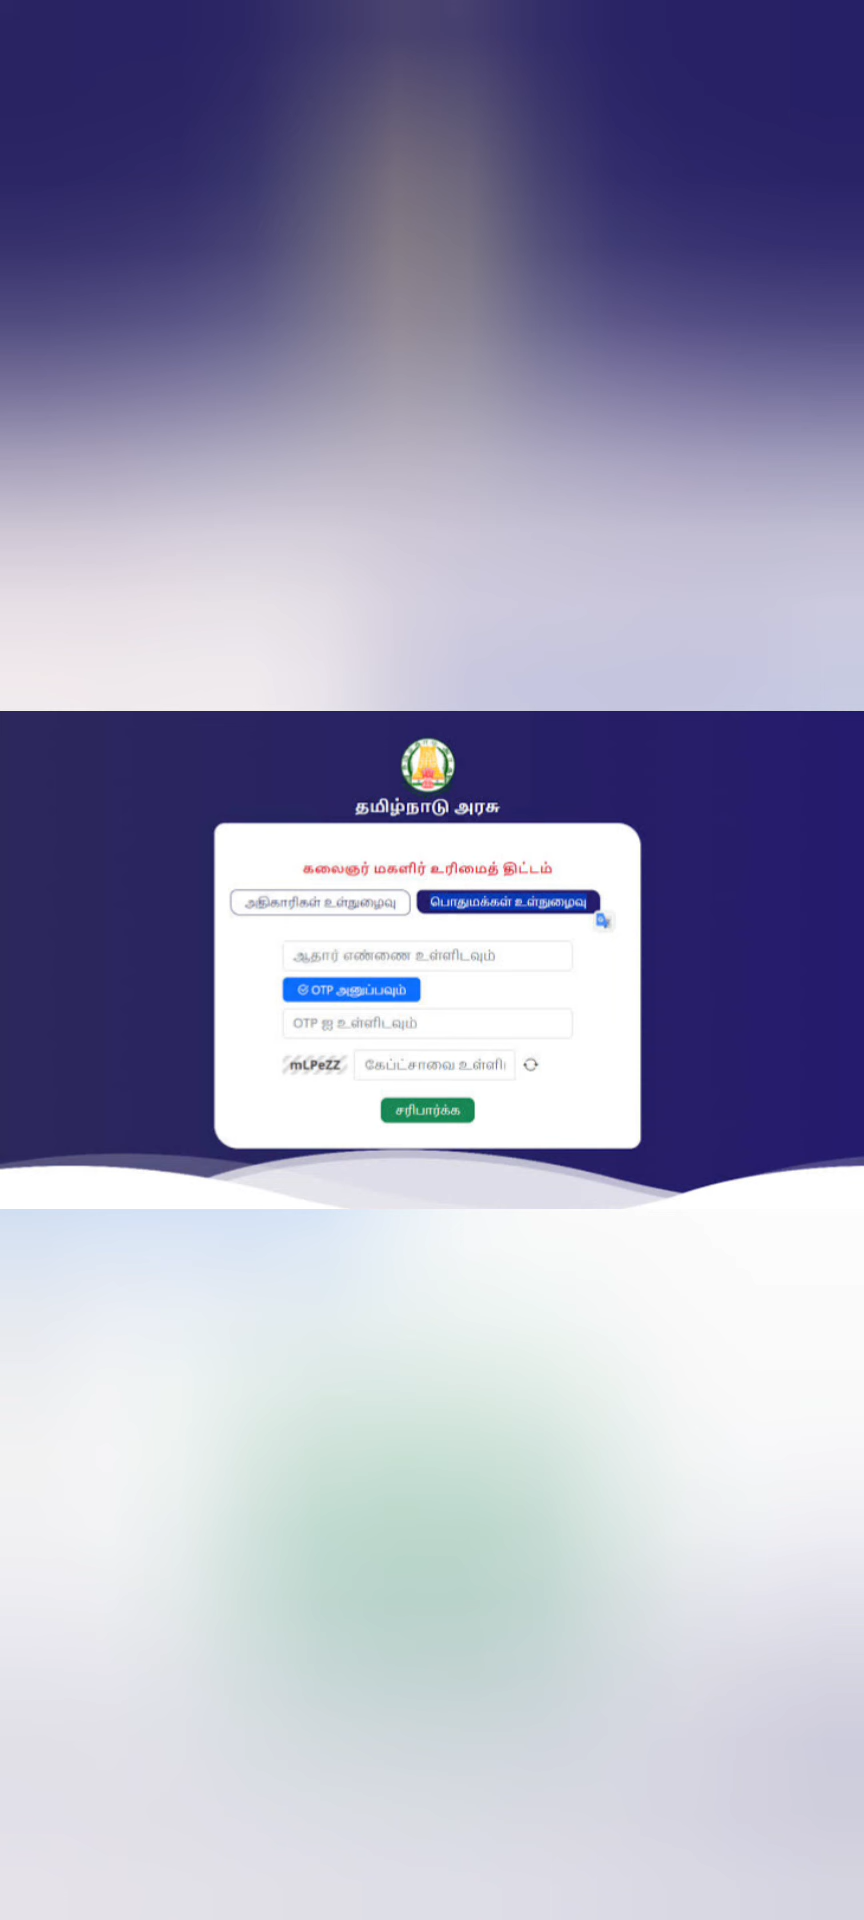 தமிழ்நாடு அரசு
கலைஞர் மகளிர் உரிமைத் திட்டம்
அதிகாரிகள் உள்நுழைவு பொதுமக்கள் உள்நுழைவு
ஆதார் எண்ணை உள்ளிடவும்
OTP அனுப்பவும்
OTP ஐ உள்ளிடவும்
mLPeZZ கேப்ட்சாவை உள்ளி
சரிபார்க்க